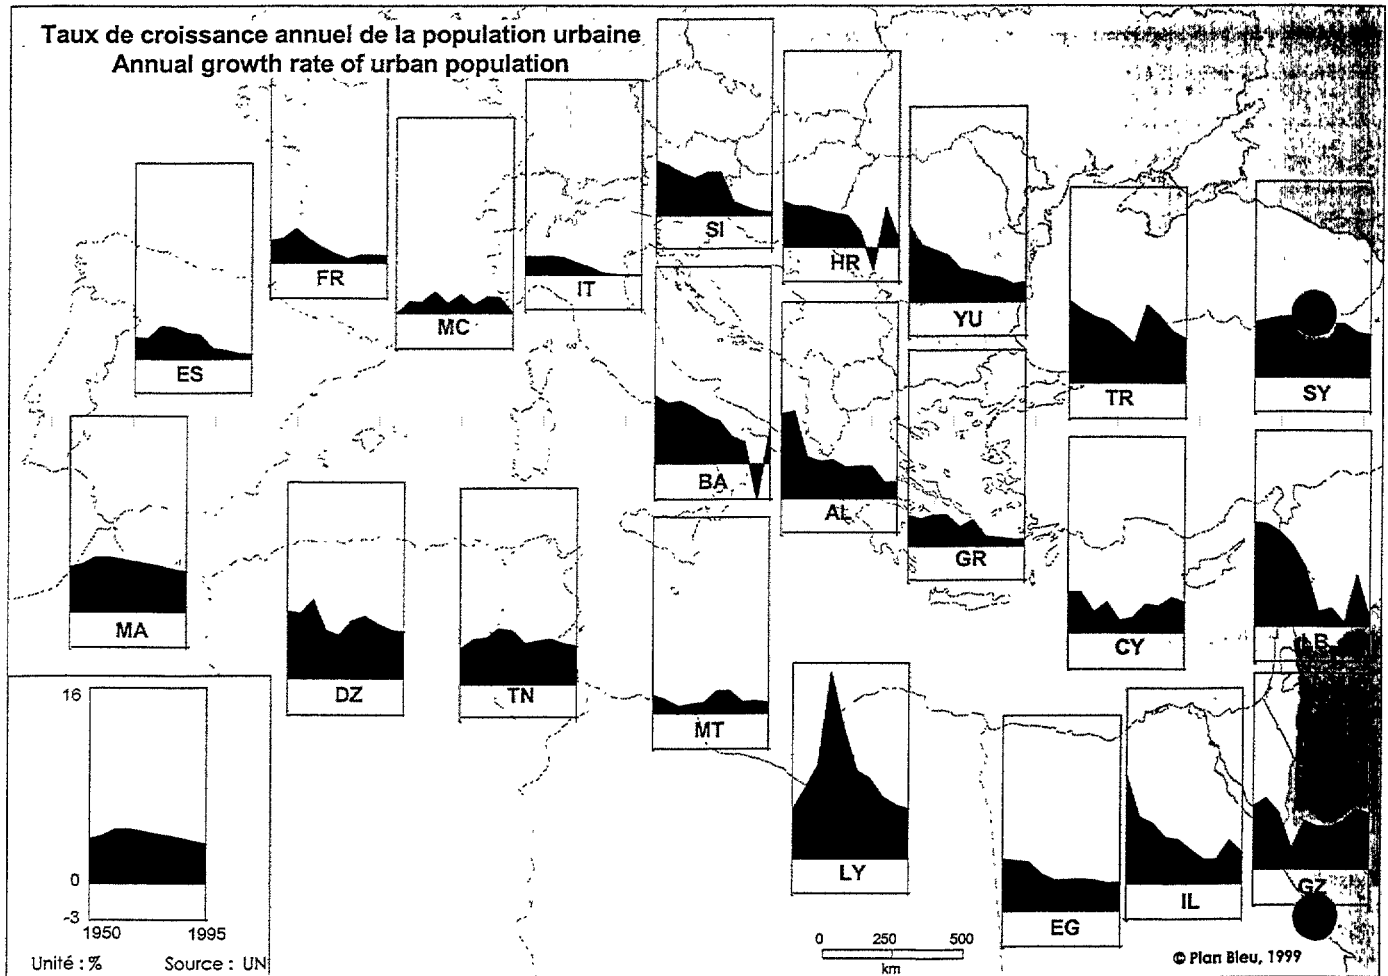 Taux de croissance annuel de la population urbaine
Annual growth rate of urban population
ES
FR
MC
IT
SI
HR
YU
TR
SY
MA
DZ
TN
BA
AL
GR
CY
LB
MT
LY
EG
IL
GZ
16
0
-3
1950 1995
Unité : % Source : UN
0 250 500
km
© Plan Bleu, 1999